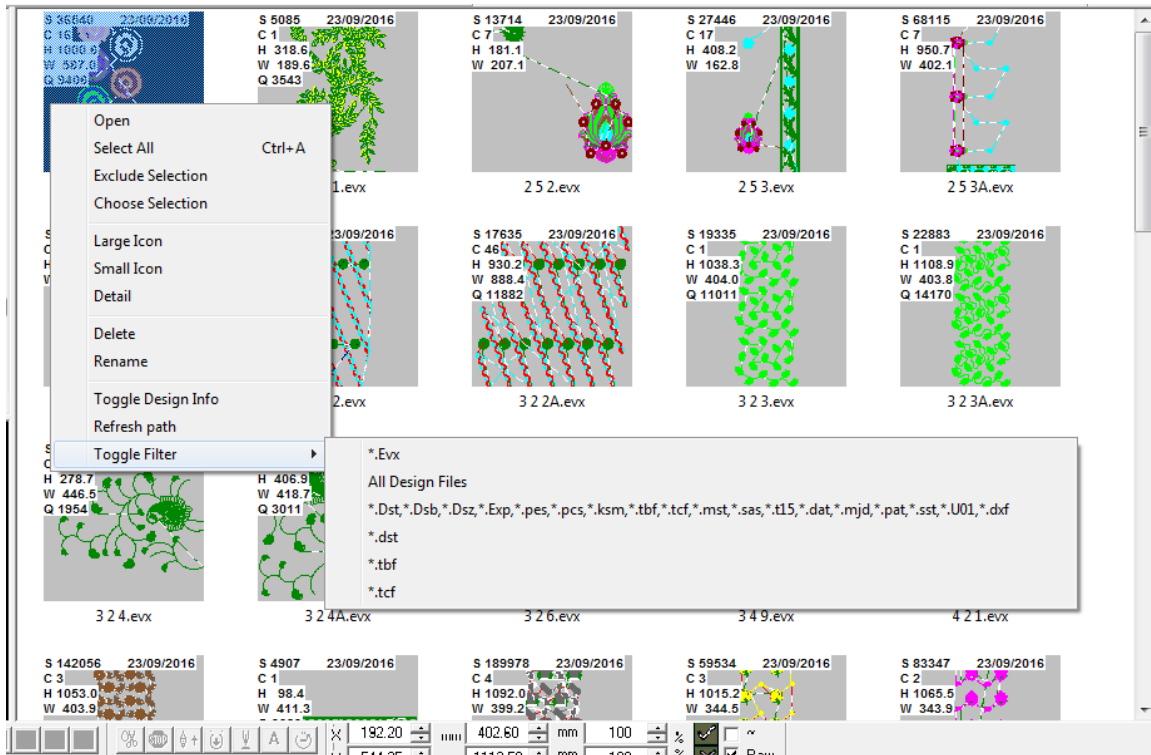 S 36640 23/09/2016
C 16
H 1000.6
W 587.0
Q 9406
S 5085 23/09/2016
C 1
H 318.6
W 189.6
Q 3543
S 13714 23/09/2016
C 7
H 181.1
W 207.1
S 27446 23/09/2016
C 17
H 408.2
W 162.8
S 68115 23/09/2016
C 7
H 950.7
W 402.1
1.evx
2 5 2.evx
2 5 3.evx
2 5 3A.evx
Open
Select All Ctrl+A
Exclude Selection
Choose Selection
Large Icon
Small Icon
Detail
Delete
Rename
Toggle Design Info
Refresh path
Toggle Filter
S
C
H
W
23/09/2016
S 17635 23/09/2016
C 46
H 930.2
W 888.4
Q 11882
S 19335 23/09/2016
C 1
H 1038.3
W 404.0
Q 11011
S 22883 23/09/2016
C 1
H 1108.9
W 403.8
Q 14170
2.evx
3 2 2A.evx
3 2 3.evx
3 2 3A.evx
*.Evx
All Design Files
*.Dst,*.Dsb,*.Dsz,*.Exp,*.pes,*.pcs,*.ksm,*.tbf,*.tcf,*.mst,*.sas,*.t15,*.dat,*.mjd,*.pat,*.sst,*.U01,*.dxf
*.dst
*.tbf
*.tcf
S
C
H 278.7
W 446.5
Q 1954
H 406.9
W 418.7
Q 3011
3 2 4.evx
3 2 4A.evx
3 2 6.evx
3 4 9.evx
4 2 1.evx
S 142056 23/09/2016
C 3
H 1053.0
W 403.9
S 4907 23/09/2016
C 1
H 98.4
W 411.3
S 189978 23/09/2016
C 4
H 1092.0
W 399.2
S 59534 23/09/2016
C 3
H 1015.2
W 344.5
S 83347 23/09/2016
C 2
H 1065.5
W 343.9
STOP A X 192.20 mm 402.60 mm 100 % ~